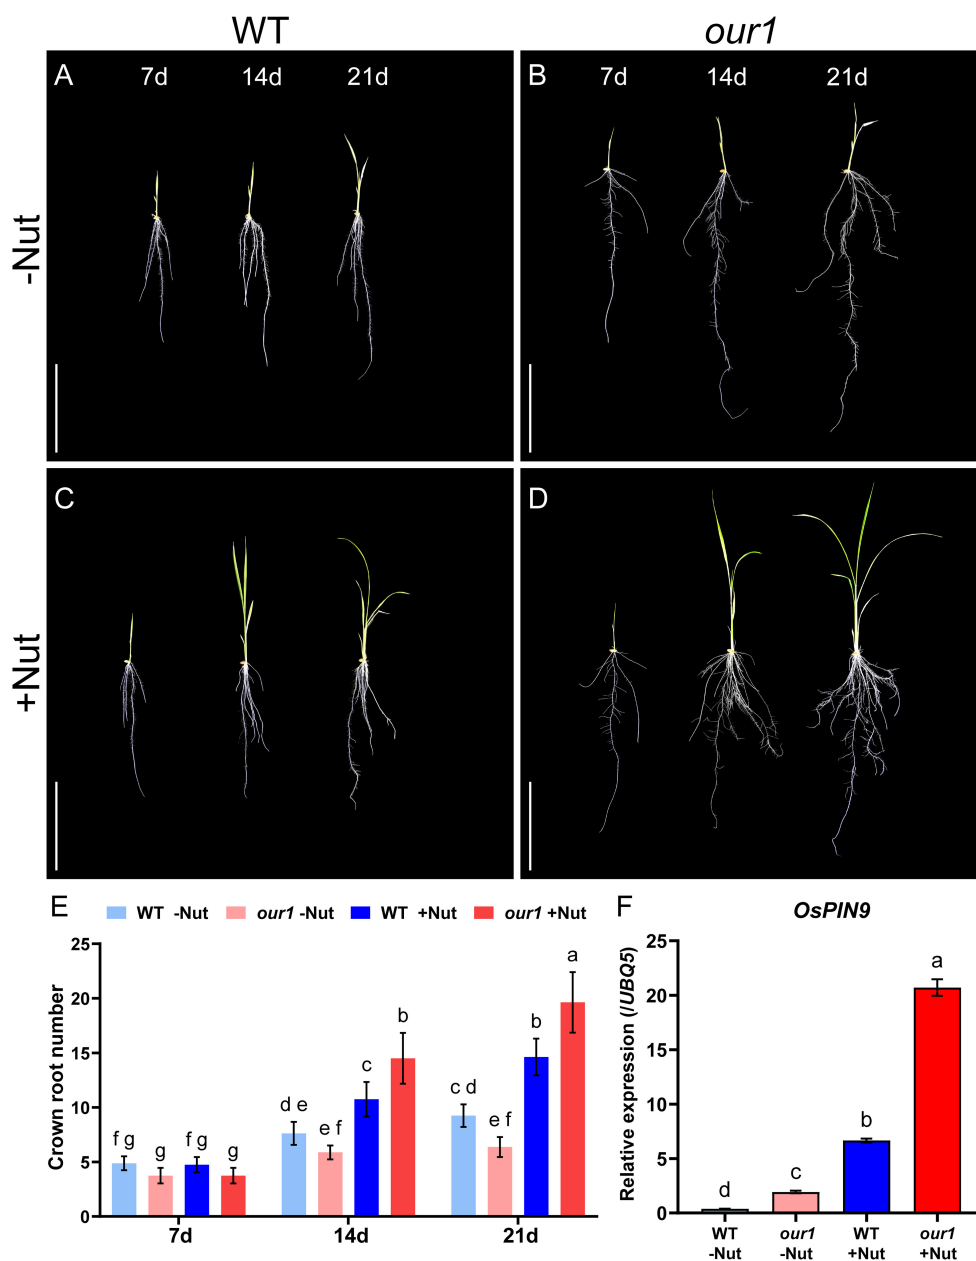 WT our1
-Nut
A 7d 14d 21d
B 7d 14d 21d
+Nut
C
D
E WT -Nut our1 -Nut WT +Nut our1 +Nut
Crown root number
25
20
15
10
5
0
f g g f g g
d e e f c b
c d e f b a
7d 14d 21d
F OsPIN9
Relative expression (/UBQ5)
25
20
15
10
5
0
d c b a
WT our1 WT our1
-Nut -Nut +Nut +Nut